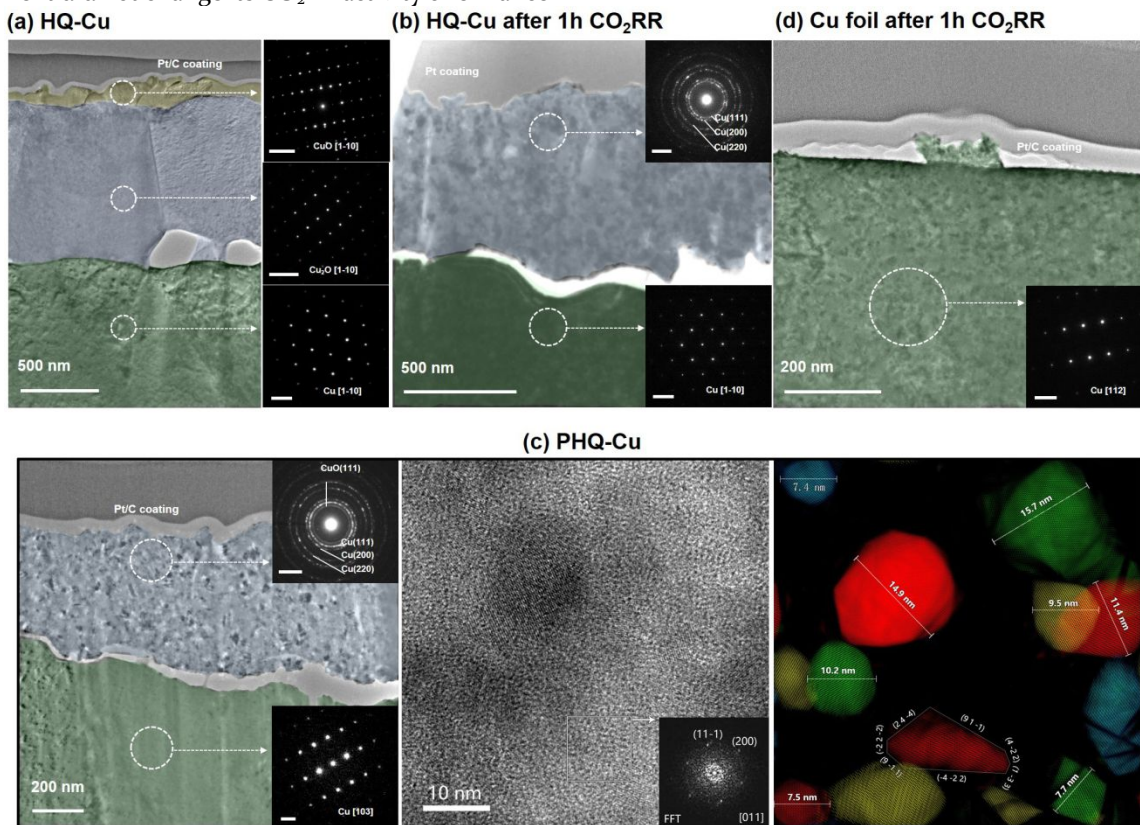 (a) HQ-Cu
(b) HQ-Cu after 1h CO₂RR
(d) Cu foil after 1h CO₂RR
Pt/C coating
CuO [1-10]
Cu₂O [1-10]
Cu [1-10]
500 nm
Pt coating
Cu(111)
Cu(200)
Cu(220)
Cu [1-10]
500 nm
Pt/C coating
Cu [112]
200 nm
(c) PHQ-Cu
Pt/C coating
CuO(111)
Cu(111)
Cu(200)
Cu(220)
Cu [103]
200 nm
10 nm
(11-1)
(200)
FFT
[011]
7.4 nm
15.7 nm
14.9 nm
9.5 nm
11.4 nm
10.2 nm
(2 4 -4)
(9 1 -1)
(-2 2 -2)
(4 -2 2)
(-4 -2 2)
7.5 nm
7.7 nm